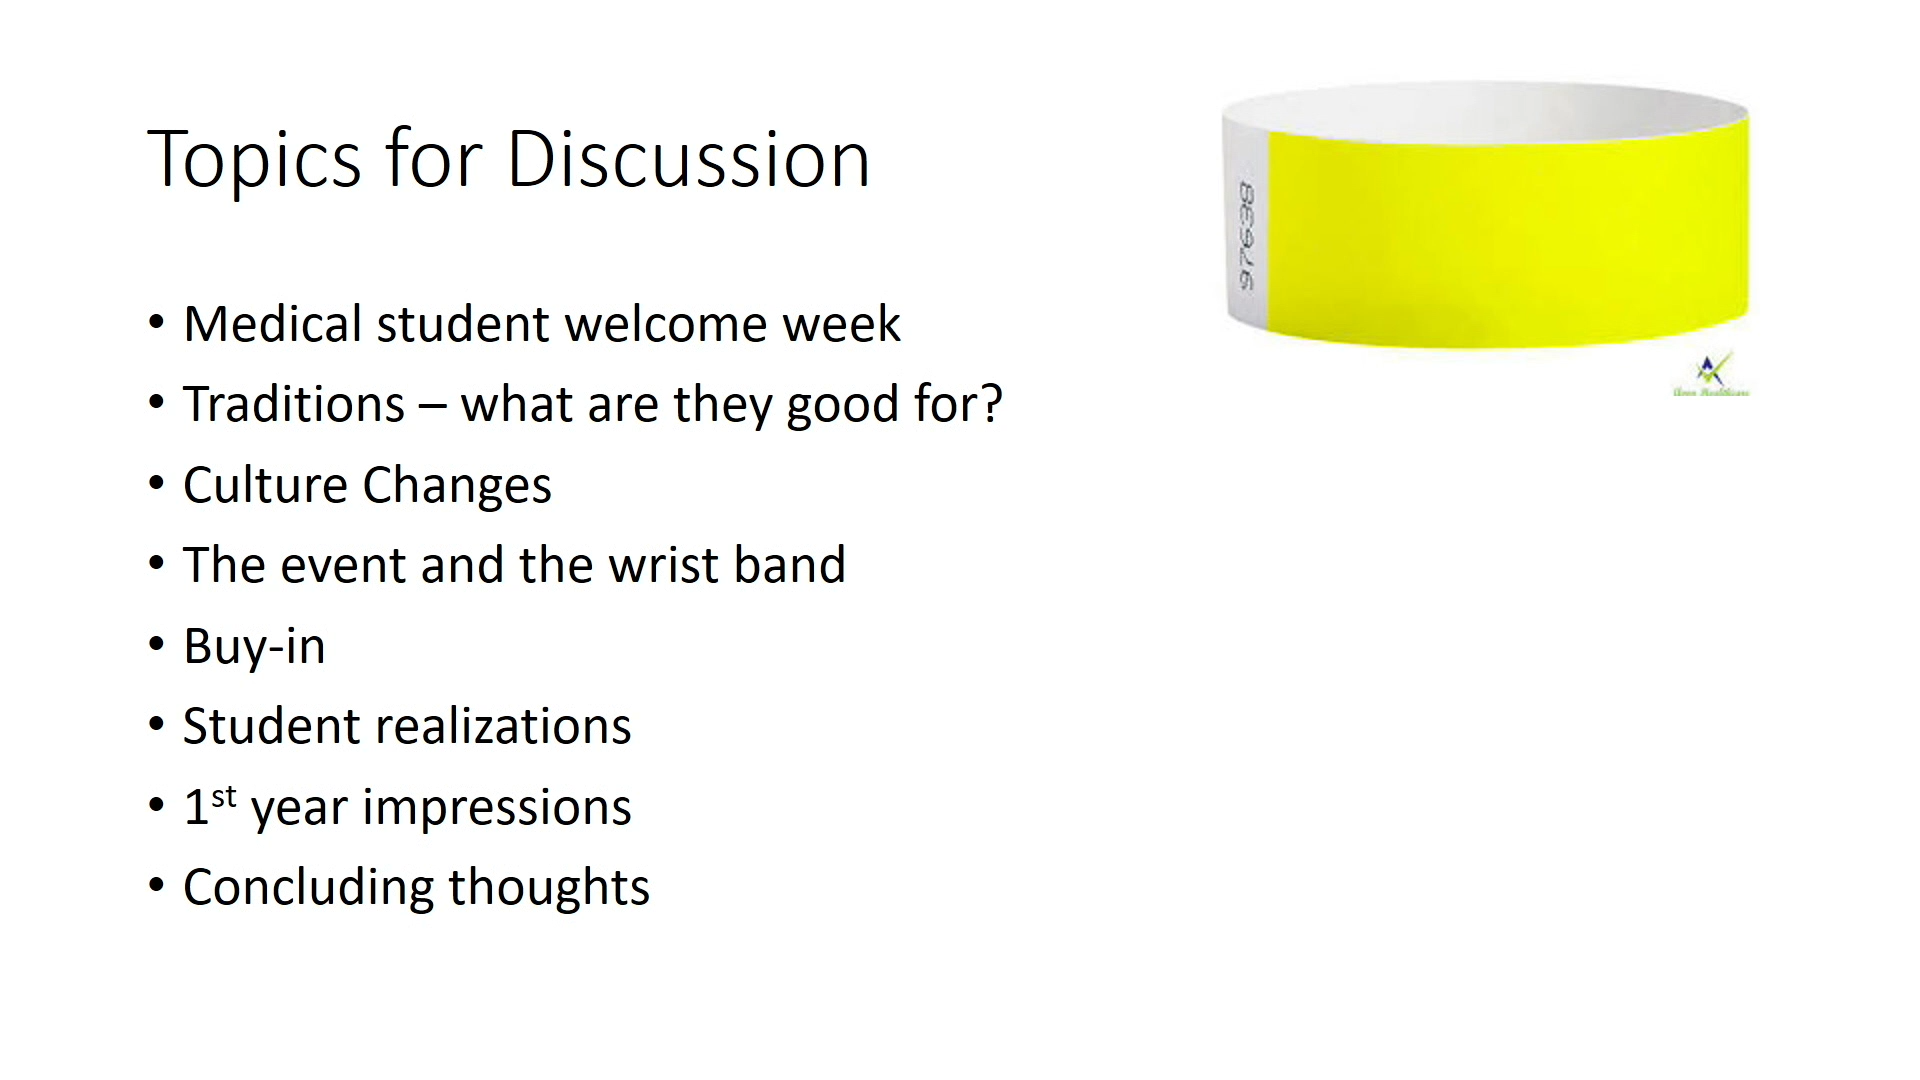 Topics for Discussion
97638
• Medical student welcome week
• Traditions – what are they good for?
• Culture Changes
• The event and the wrist band
• Buy-in
• Student realizations
• 1st year impressions
• Concluding thoughts